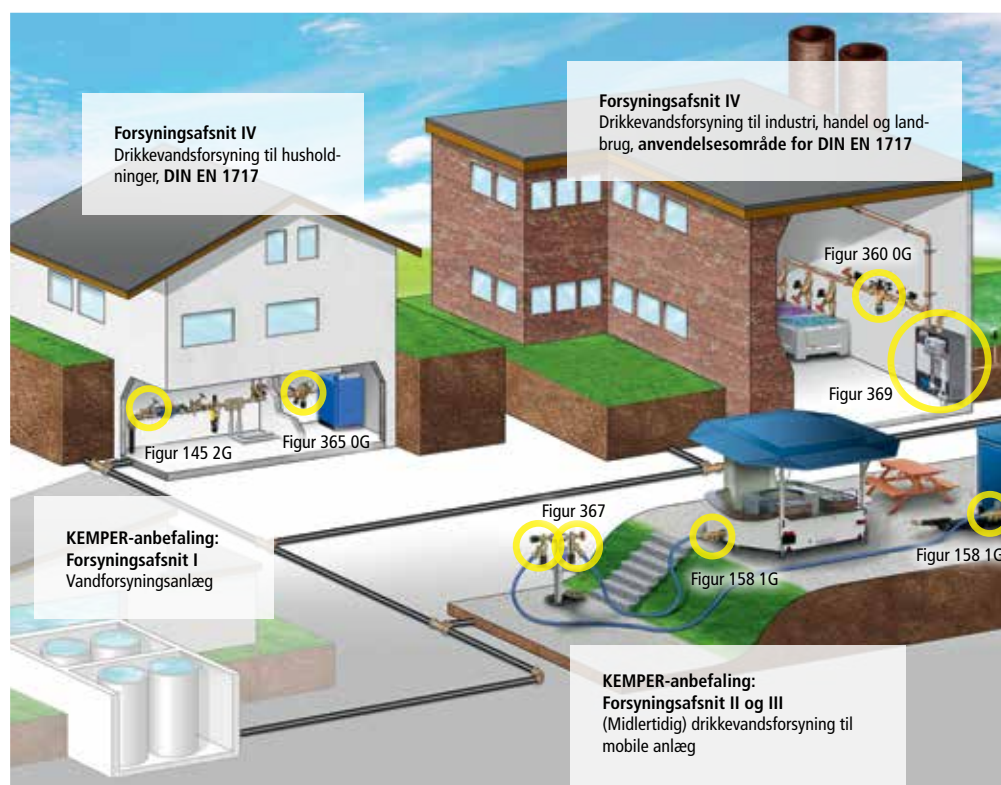 Forsyningsafsnit IV
Drikkevandsforsyning til hushold-
ninger, DIN EN 1717
Forsyningsafsnit IV
Drikkevandsforsyning til industri, handel og land-
brug, anvendelsesområde for DIN EN 1717
Figur 360 0G
Figur 369
Figur 145 2G
Figur 365 0G
KEMPER-anbefaling:
Forsyningsafsnit I
Vandforsyningsanlæg
Figur 367
Figur 158 1G
Figur 158 1G
KEMPER-anbefaling:
Forsyningsafsnit II og III
(Midlertidig) drikkevandsforsyning til
mobile anlæg